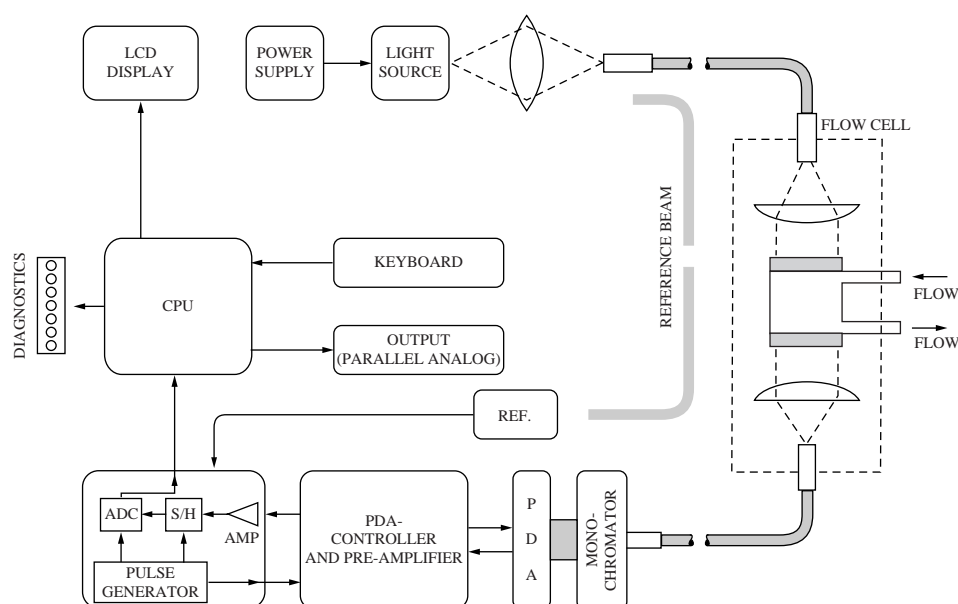 LCD
DISPLAY
POWER
SUPPLY
LIGHT
SOURCE
FLOW CELL
REFERENCE BEAM
DIAGNOSTICS
CPU
KEYBOARD
OUTPUT
(PARALLEL ANALOG)
FLOW
FLOW
REF.
ADC
S/H
AMP
PULSE
GENERATOR
PDA-
CONTROLLER
AND PRE-AMPLIFIER
P
D
A
MONO-
CHROMATOR